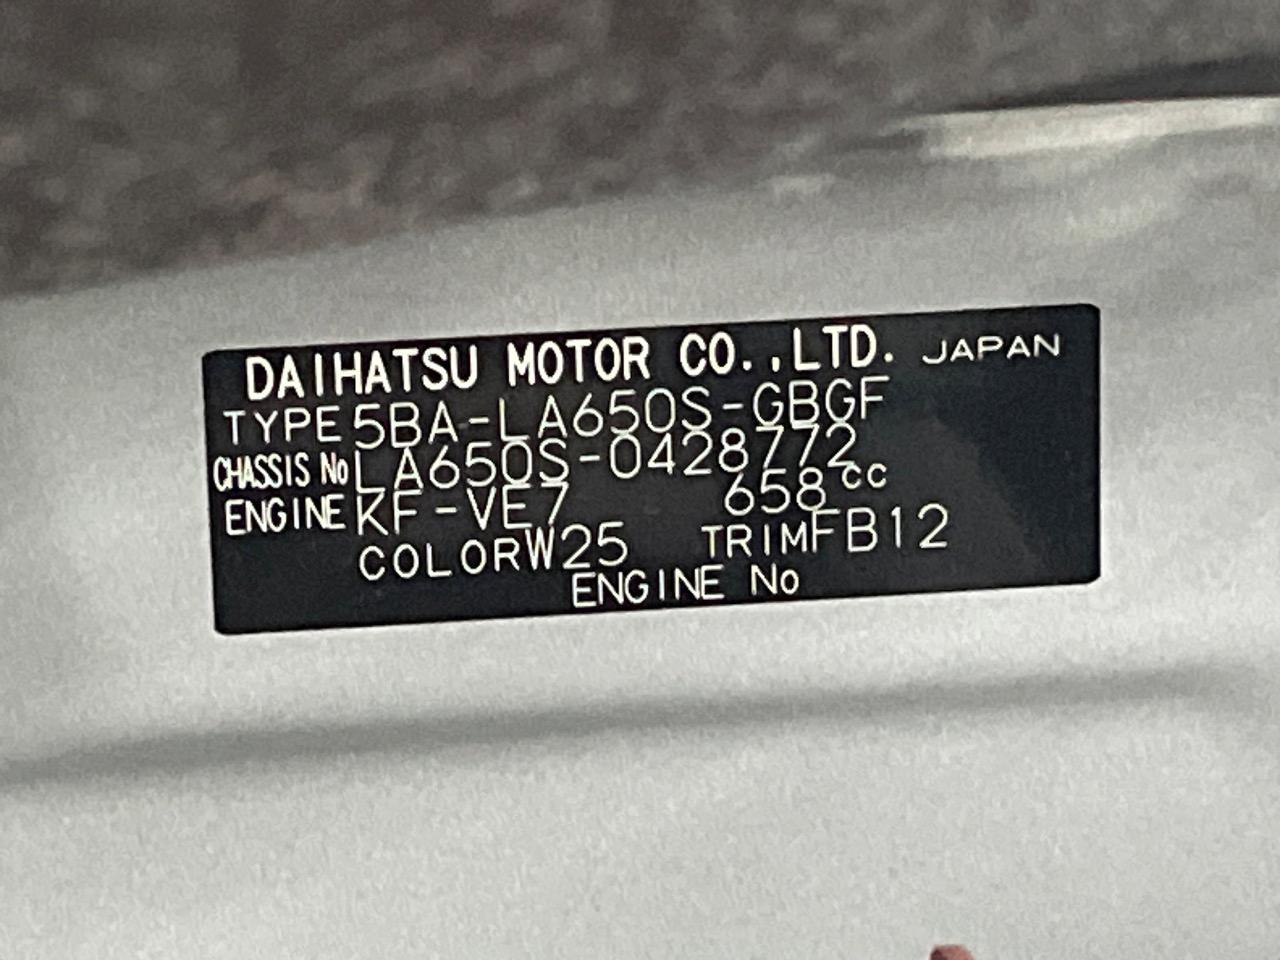 DAIHATSU MOTOR CO.,LTD. JAPAN
TYPE 5BA-LA650S-GBGF
CHASSIS No LA650S-0428772
ENGINE KF-VE7 658cc
COLOR W25 TRIM FB12
ENGINE No